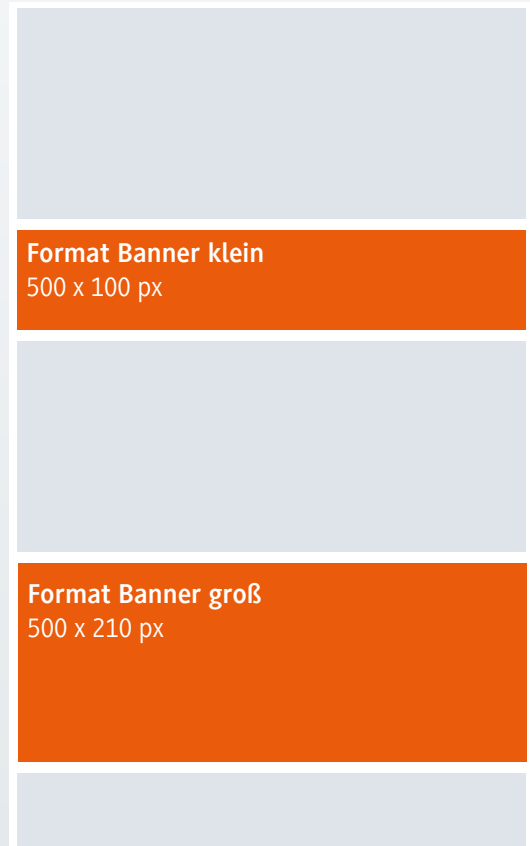 Format Banner klein
500 x 100 px
Format Banner groß
500 x 210 px